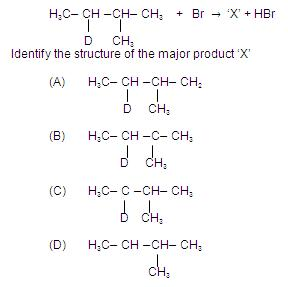 H₃C– CH –CH– CH₃ + Br → 'X' + HBr
D CH₃
Identify the structure of the major product 'X'
(A) H₃C– CH –CH– CH₂
D CH₃
(B) H₃C– CH –C– CH₃
D CH₃
(C) H₃C– C –CH– CH₃
D CH₃
(D) H₃C– CH –CH– CH₃
CH₃